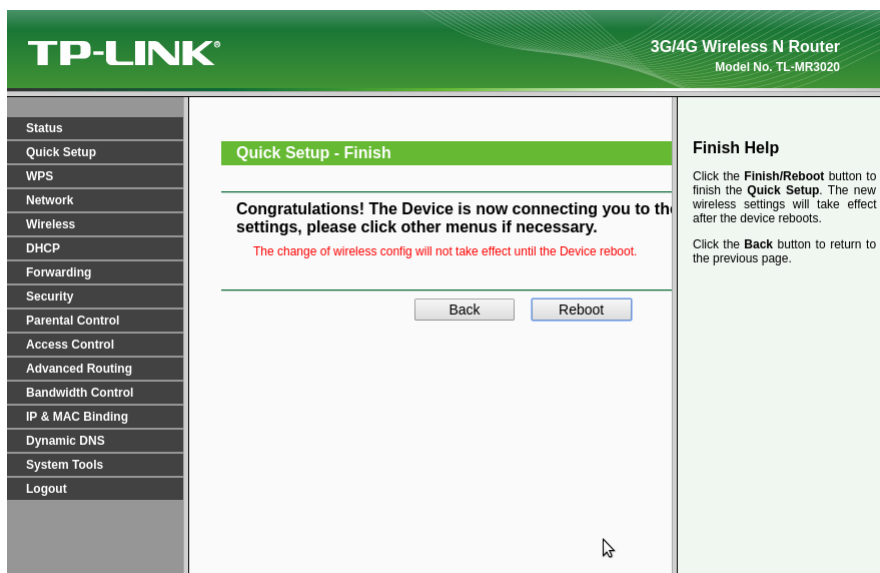 TP-LINK®
3G/4G Wireless N Router
Model No. TL-MR3020
Status
Quick Setup
WPS
Network
Wireless
DHCP
Forwarding
Security
Parental Control
Access Control
Advanced Routing
Bandwidth Control
IP & MAC Binding
Dynamic DNS
System Tools
Logout
Quick Setup - Finish
Congratulations! The Device is now connecting you to the
settings, please click other menus if necessary.
The change of wireless config will not take effect until the Device reboot.
Back
Reboot
Finish Help
Click the Finish/Reboot button to
finish the Quick Setup. The new
wireless settings will take effect
after the device reboots.
Click the Back button to return to
the previous page.